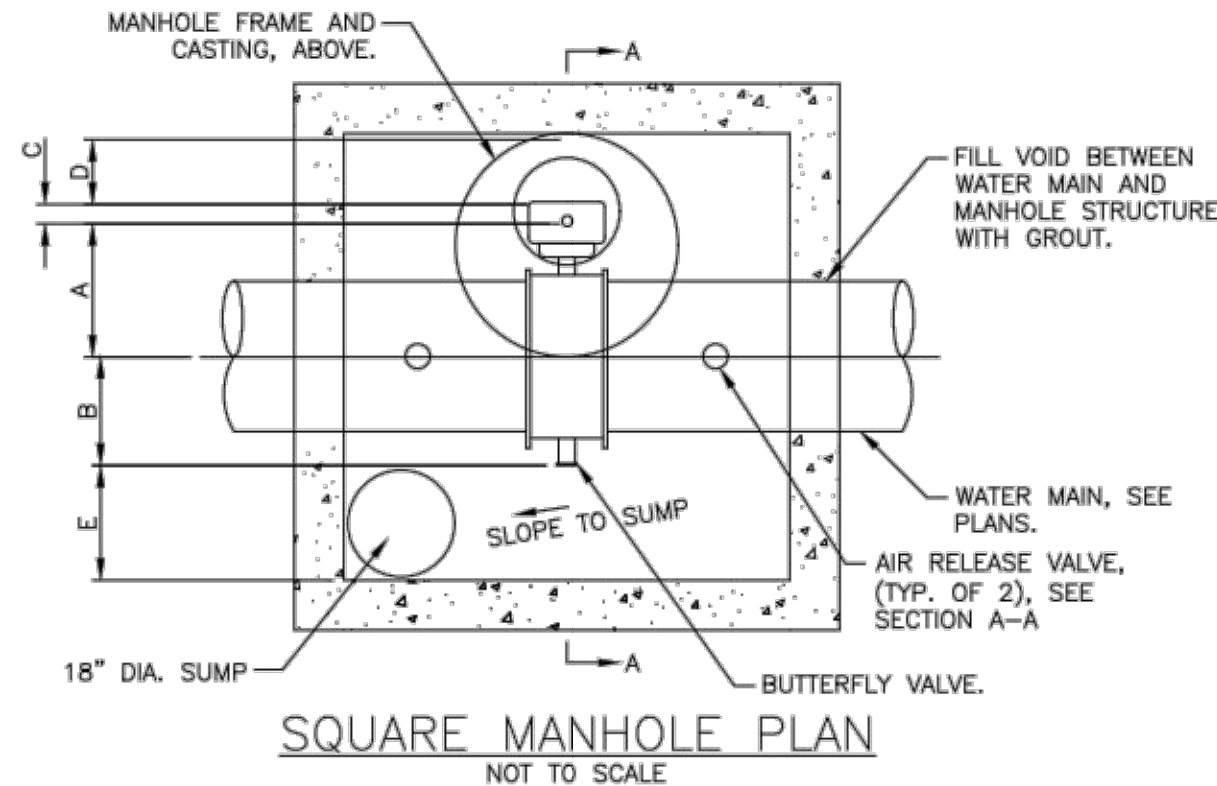 MANHOLE FRAME AND
CASTING, ABOVE.
A
C
D
FILL VOID BETWEEN
WATER MAIN AND
MANHOLE STRUCTURE
WITH GROUT.
A
B
E
SLOPE TO SUMP
WATER MAIN, SEE
PLANS.
AIR RELEASE VALVE,
(TYP. OF 2), SEE
SECTION A-A
18" DIA. SUMP
A
BUTTERFLY VALVE.
SQUARE MANHOLE PLAN
NOT TO SCALE